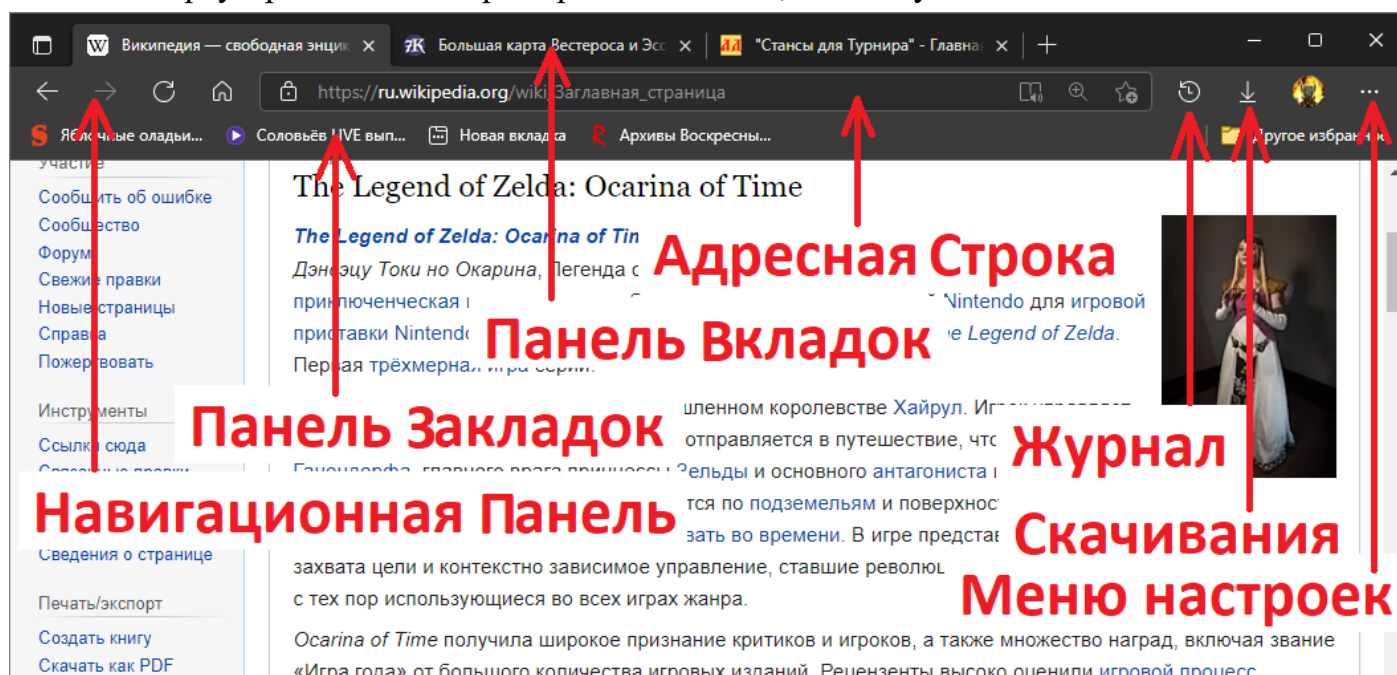 Википедия — свободная энцик
7K Большая карта Вестероса и Эсс
"Стансы для Турнира" - Главная
https://ru.wikipedia.org/wiki/Заглавная_страница
Яблочные оладьи...
Соловьёв LIVE вып...
Новая вкладка
Архивы Воскресны...
Другое избранное
Участие
Сообщить об ошибке
Сообщество
Форум
Свежие правки
Новые страницы
Справка
Пожертвовать
Инструменты
Ссылки сюда
Связанные правки
Сведения о странице
Печать/экспорт
Создать книгу
Скачать как PDF
The Legend of Zelda: Ocarina of Time
The Legend of Zelda: Ocarina of Tim
Дэнсэцу Токи но Окарина, Легенда о
приключенческая Nintendo для игровой
приставки Nintendo e Legend of Zelda.
Первая трёхмерная игра серии.
шленном королевстве Хайрул. Игрок управляет
отправляется в путешествие, что
Ганондорфа, главного врага принцессы Зельды и основного антагониста
тся по подземельям и поверхнос
вать во времени. В игре представ
захвата цели и контекстно зависимое управление, ставшие революц
с тех пор использующиеся во всех играх жанра.
Ocarina of Time получила широкое признание критиков и игроков, а также множество наград, включая звание
«Игра года» от большого количества игровых изданий. Рецензенты высоко оценили игровой процесс
Адресная Строка
Панель Вкладок
Панель Закладок
Журнал
Навигационная Панель
Скачивания
Меню настроек